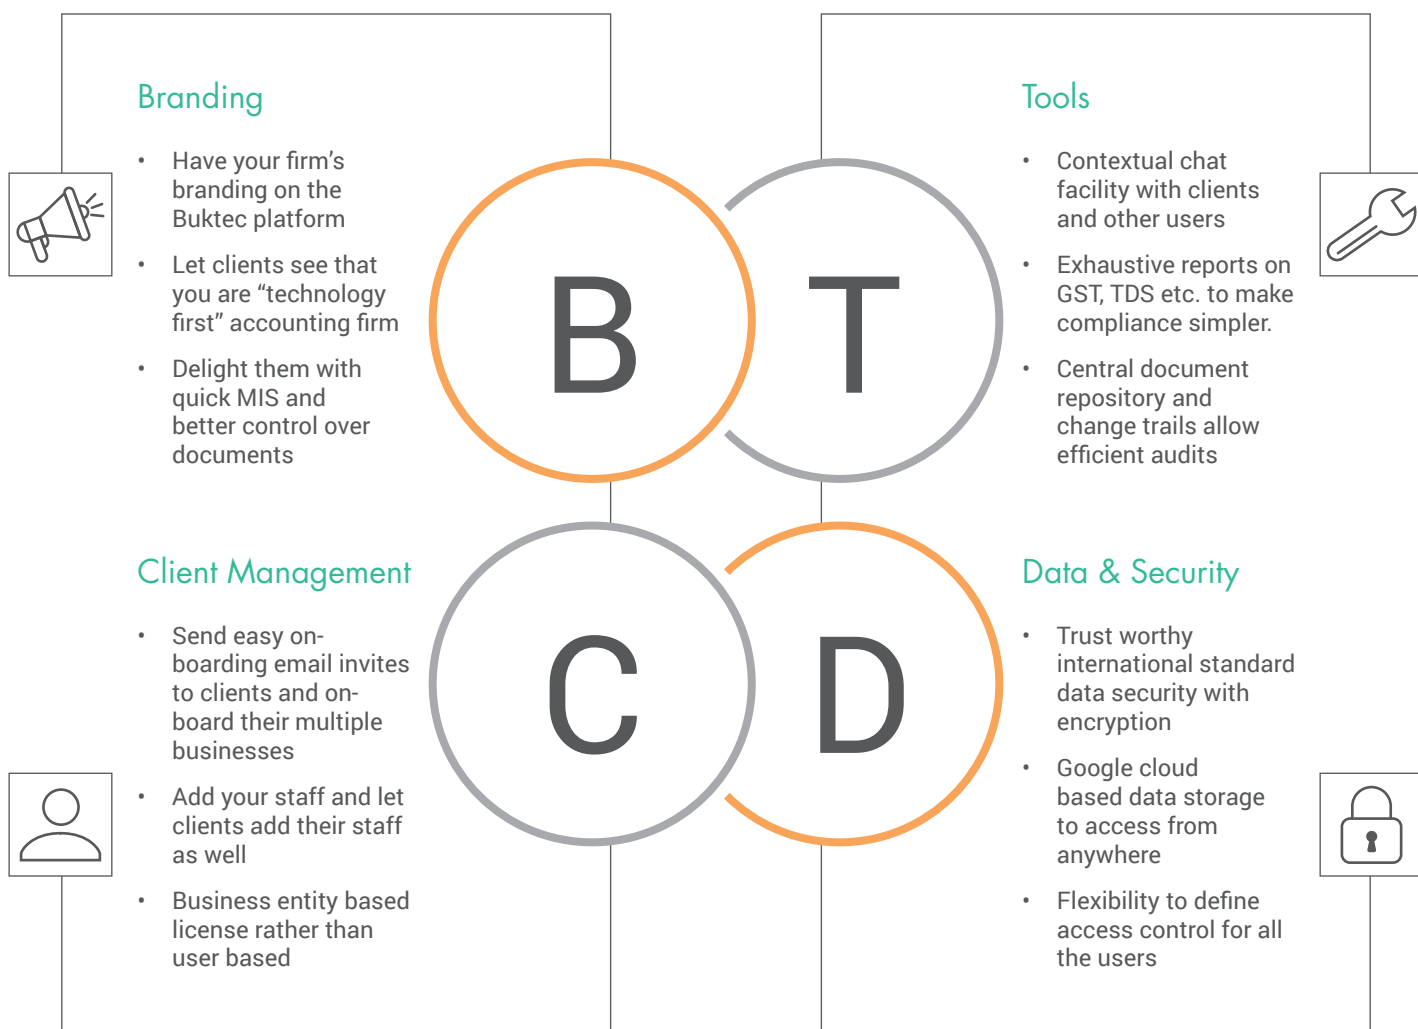 Branding
• Have your firm's
branding on the
Buktec platform
• Let clients see that
you are “technology
first” accounting firm
• Delight them with
quick MIS and
better control over
documents
B
T
Tools
• Contextual chat
facility with clients
and other users
• Exhaustive reports on
GST, TDS etc. to make
compliance simpler.
• Central document
repository and
change trails allow
efficient audits
Client Management
• Send easy on-
boarding email invites
to clients and on-
board their multiple
businesses
• Add your staff and let
clients add their staff
as well
• Business entity based
license rather than
user based
C
D
Data & Security
• Trust worthy
international standard
data security with
encryption
• Google cloud
based data storage
to access from
anywhere
• Flexibility to define
access control for all
the users